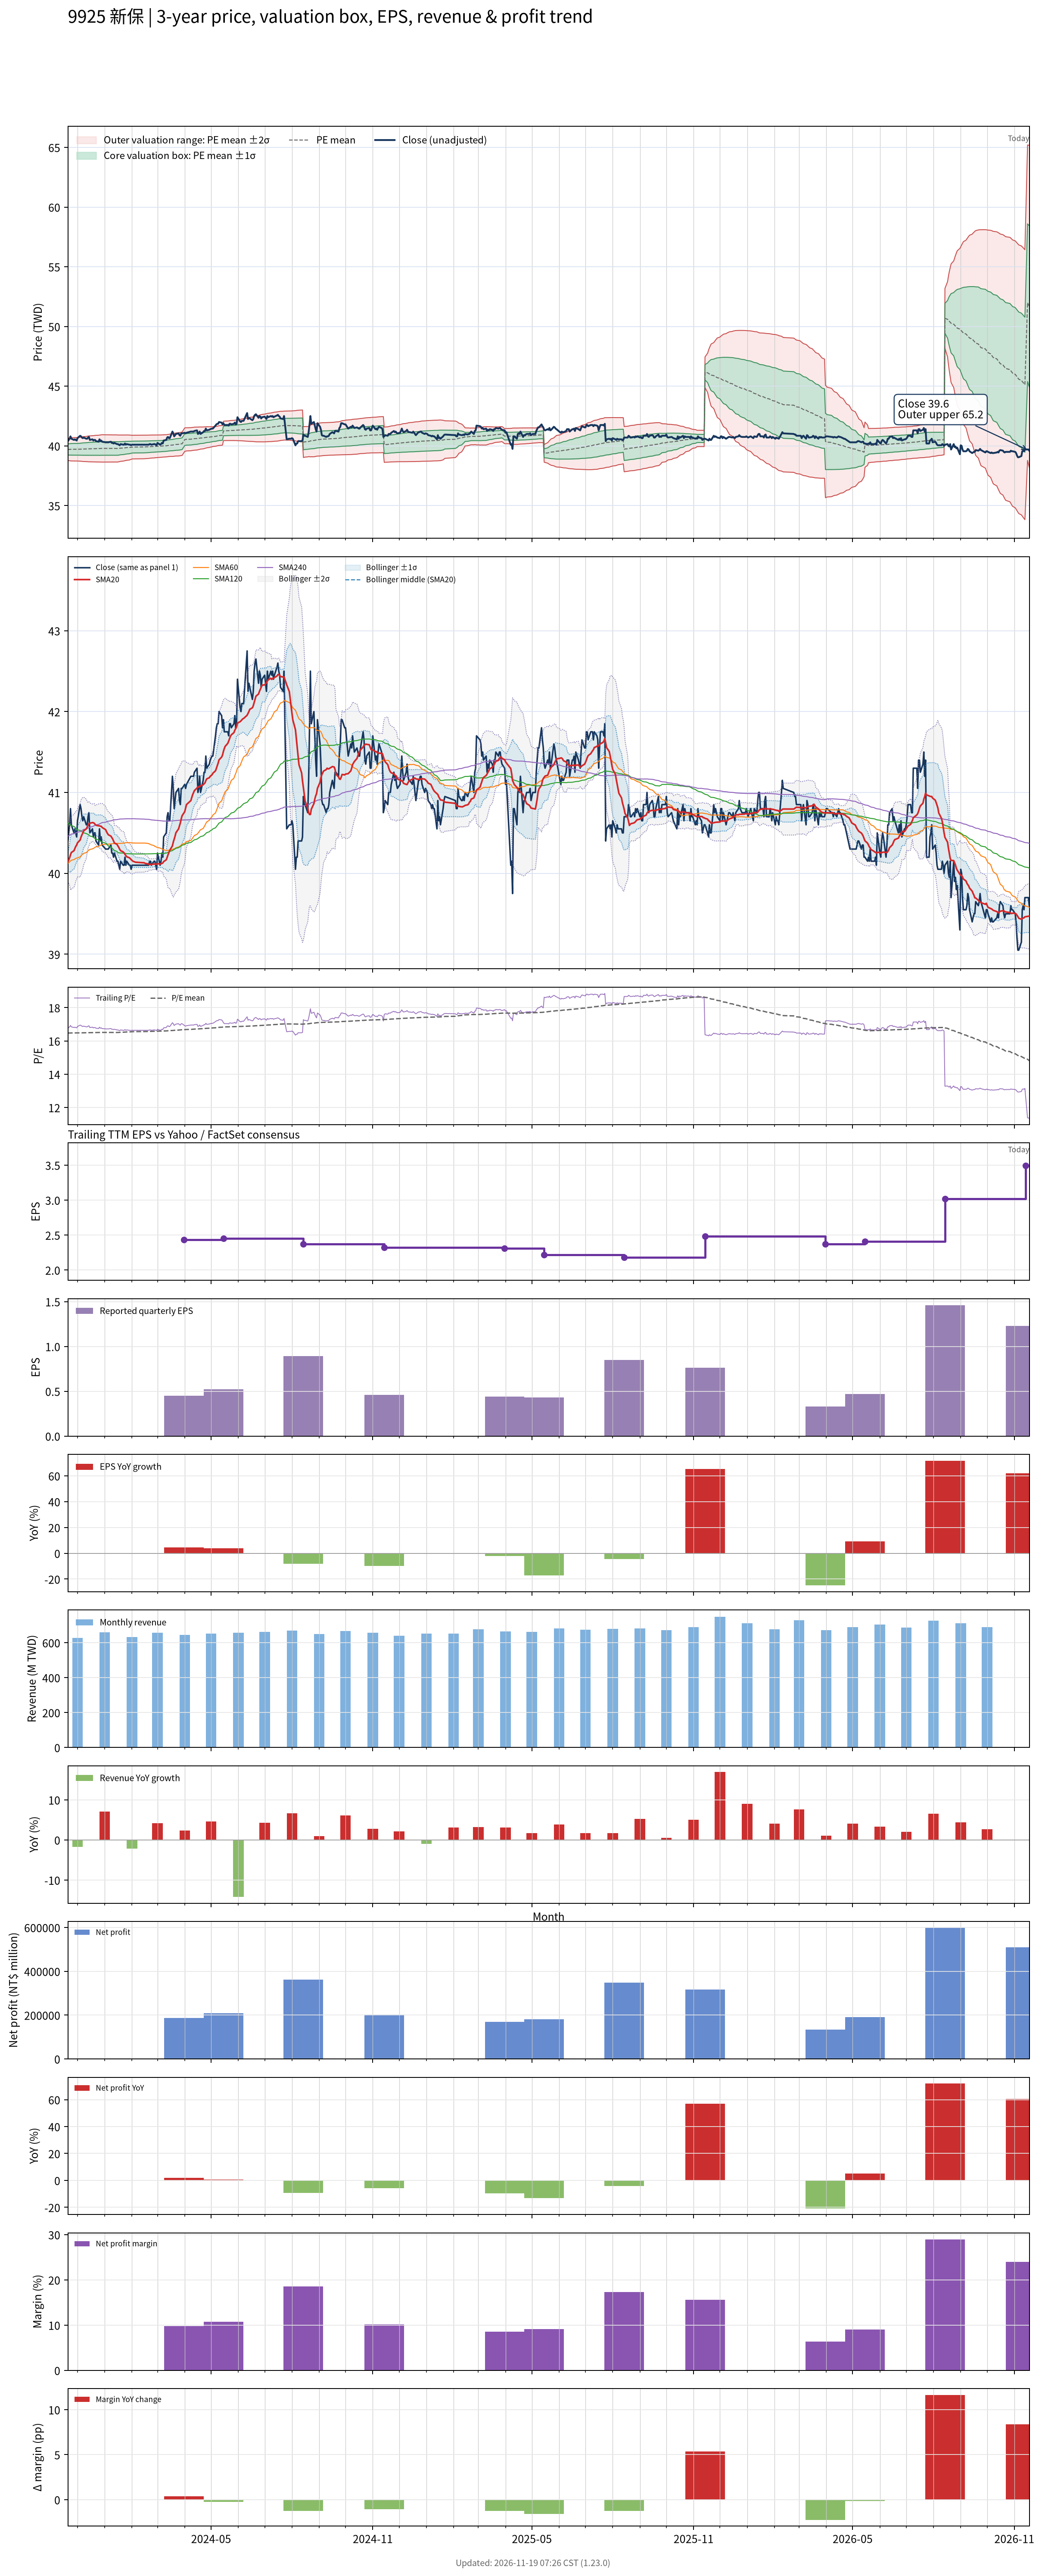 9925 新保 | 3-year price, valuation box, EPS, revenue & profit trend
Outer valuation range: PE mean ±2σ
PE mean
Close (unadjusted)
Core valuation box: PE mean ±1σ
Today
65
60
55
50
45
40
35
Price (TWD)
Close 39.6
Outer upper 65.2
Close (same as panel 1)
SMA60
SMA240
Bollinger ±1σ
SMA20
SMA120
Bollinger ±2σ
Bollinger middle (SMA20)
43
42
41
40
39
Price
Trailing P/E
P/E mean
18
16
14
12
P/E
Trailing TTM EPS vs Yahoo / FactSet consensus
Today
3.5
3.0
2.5
2.0
EPS
Reported quarterly EPS
1.5
1.0
0.5
0.0
EPS
EPS YoY growth
60
40
20
0
-20
YoY (%)
Monthly revenue
600
400
200
0
Revenue (M TWD)
Revenue YoY growth
10
0
-10
YoY (%)
Month
Net profit
600000
400000
200000
0
Net profit (NT$ million)
Net profit YoY
60
40
20
0
-20
YoY (%)
Net profit margin
30
20
10
0
Margin (%)
Margin YoY change
10
5
0
Δ margin (pp)
2024-05
2024-11
2025-05
2025-11
2026-05
2026-11
Updated: 2026-11-19 07:26 CST (1.23.0)